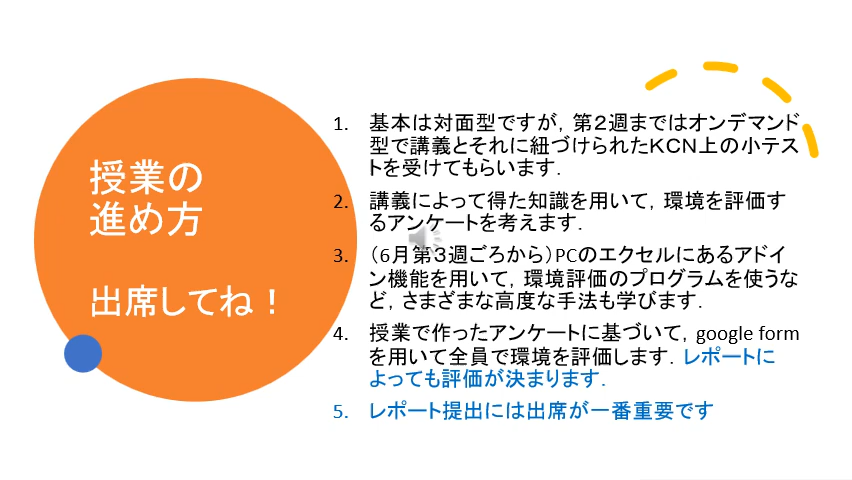 授業の
進め方
出席してね！
1. 基本は対面型ですが，第２週まではオンデマンド
型で講義とそれに紐づけられたＫＣＮ上の小テス
トを受けてもらいます．
2. 講義によって得た知識を用いて，環境を評価す
るアンケートを考えます．
3. （6月第３週ごろから）PCのエクセルにあるアドイ
ン機能を用いて，環境評価のプログラムを使うな
ど，さまざまな高度な手法も学びます．
4. 授業で作ったアンケートに基づいて，google form
を用いて全員で環境を評価します．レポートに
よっても評価が決まります．
5. レポート提出には出席が一番重要です